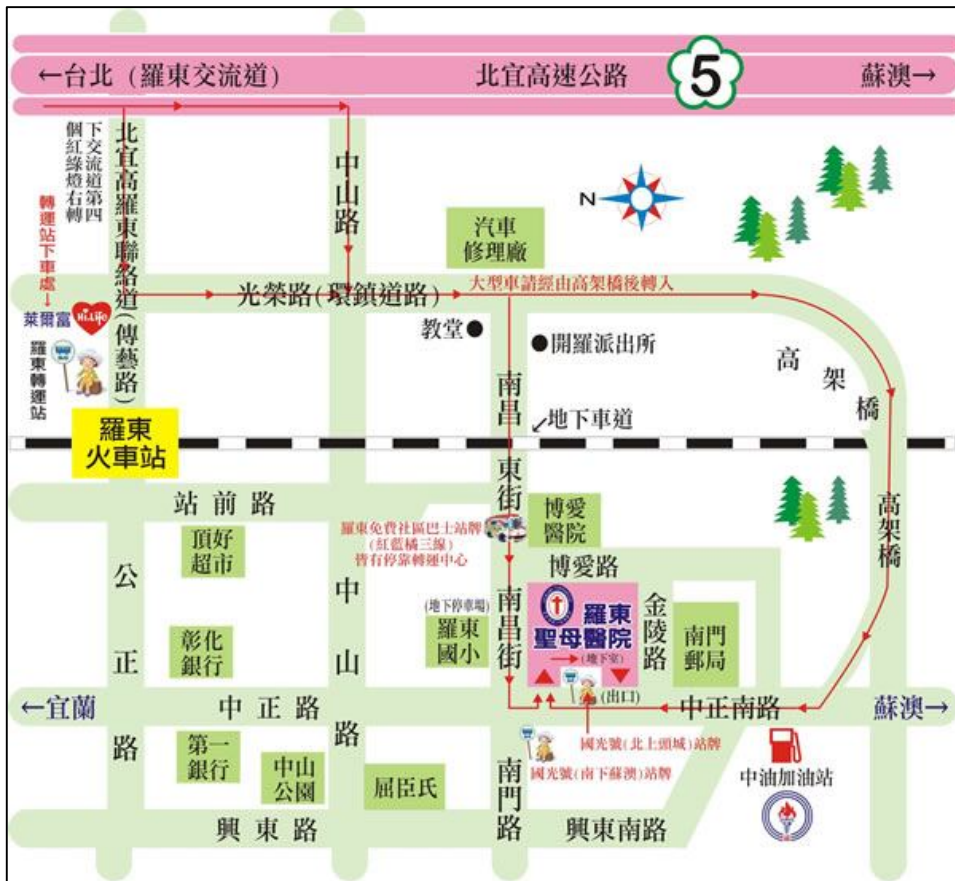 ←台北 (羅東交流道)
北宜高速公路
5
蘇澳→
下交流道第四
個紅綠燈右轉
北宜高羅東聯絡道(傳藝路)
中山路
N
汽車
修理廠
轉運站下車處→
大型車請經由高架橋後轉入
光榮路(環鎮道路)
萊爾富
Hi-Life
羅東轉運站
教堂
開羅派出所
高架橋
南昌
地下車道
羅東
火車站
東街
站前路
高架橋
博愛
醫院
羅東免費社區巴士站牌
(紅藍橘三線)
皆有停靠轉運中心
頂好
超市
博愛路
公正路
中山路
(地下停車場)
羅東
國小
南昌街
羅東
聖母醫院
(地下室)
金陵路
南門
郵局
彰化
銀行
(出口)
←宜蘭
中正路
中正南路
蘇澳→
第一
銀行
中山
公園
屈臣氏
南門路
國光號(北上頭城)站牌
國光號(南下蘇澳)站牌
中油加油站
興東路
興東南路